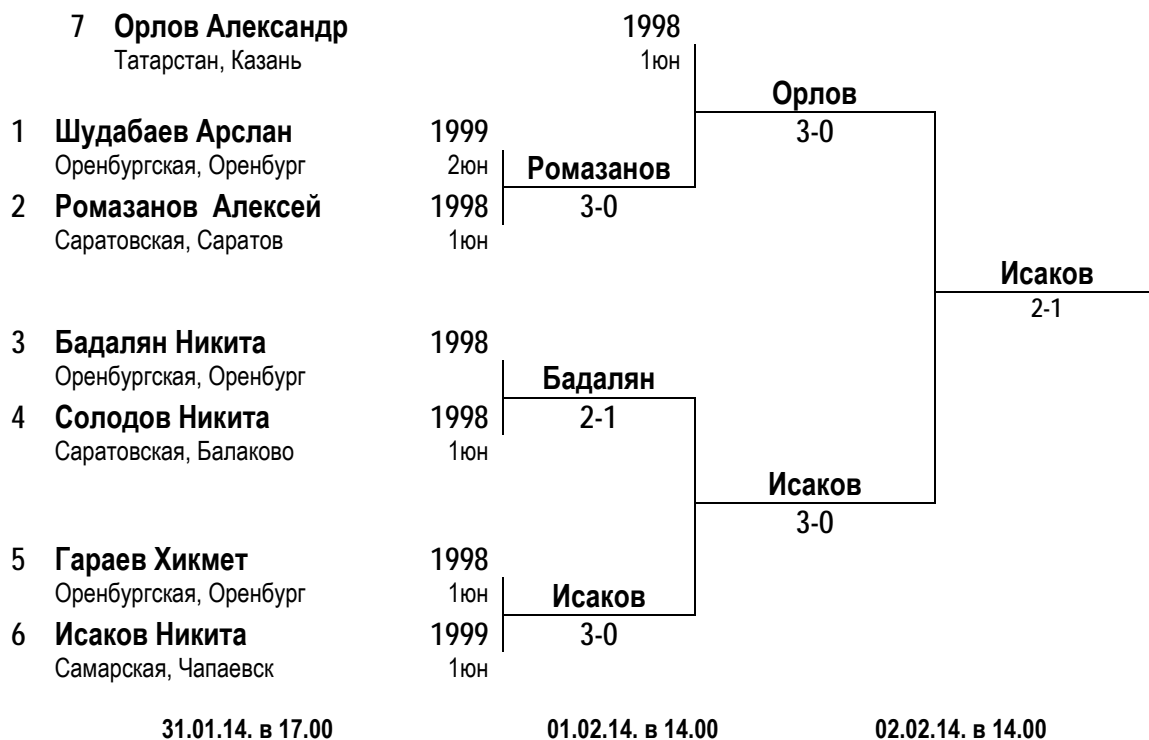 7 Орлов Александр 1998
Татарстан, Казань 1юн
Орлов
3-0
1 Шудабаев Арслан 1999
Оренбургская, Оренбург 2юн
Ромазанов
3-0
2 Ромазанов Алексей 1998
Саратовская, Саратов 1юн
Исаков
2-1
3 Бадалян Никита 1998
Оренбургская, Оренбург
Бадалян
2-1
4 Солодов Никита 1998
Саратовская, Балаково 1юн
Исаков
3-0
5 Гараев Хикмет 1998
Оренбургская, Оренбург 1юн
Исаков
3-0
6 Исаков Никита 1999
Самарская, Чапаевск 1юн
31.01.14. в 17.00 01.02.14. в 14.00 02.02.14. в 14.00